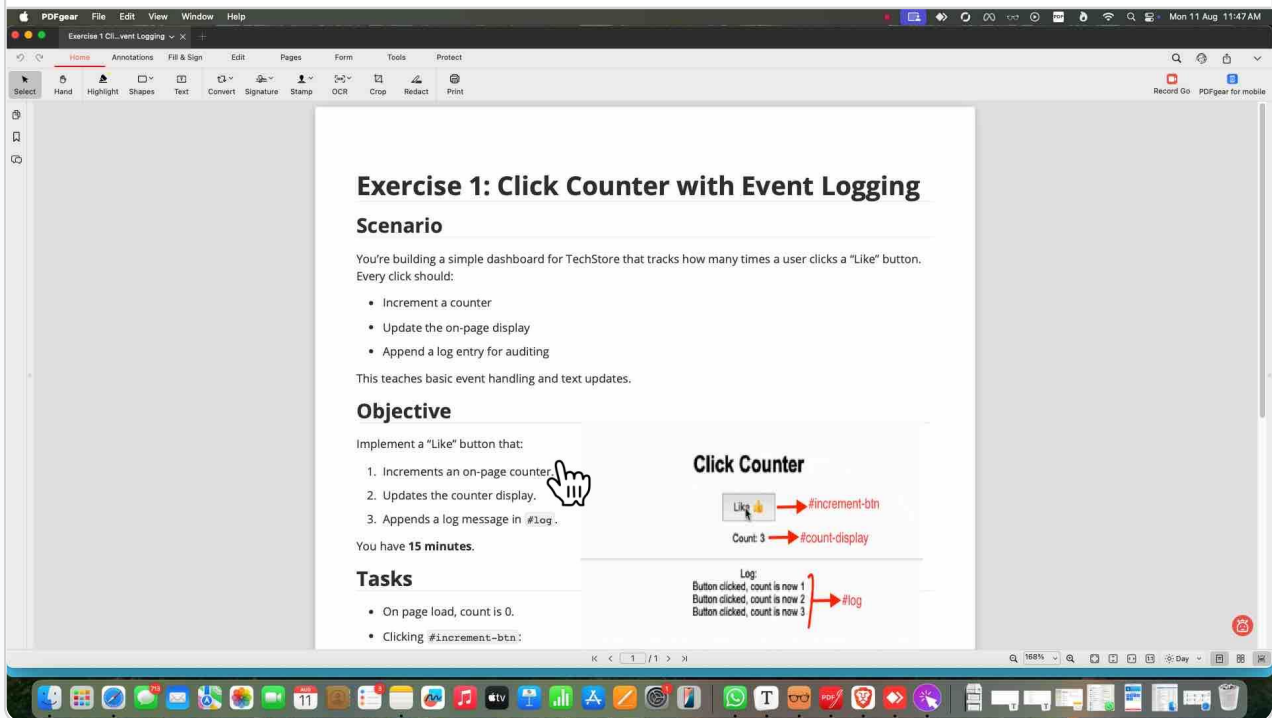 PDFgear File Edit View Window Help
Mon 11 Aug 11:47 AM
Exercise 1 Cli...vent Logging
Home Annotations Fill & Sign Edit Pages Form Tools Protect
Select Hand Highlight Shapes Text Convert Signature Stamp OCR Crop Redact Print
Record Go PDFgear for mobile
Exercise 1: Click Counter with Event Logging
Scenario
You're building a simple dashboard for TechStore that tracks how many times a user clicks a “Like” button.
Every click should:
• Increment a counter
• Update the on-page display
• Append a log entry for auditing
This teaches basic event handling and text updates.
Objective
Implement a “Like” button that:
1. Increments an on-page counter.
2. Updates the counter display.
3. Appends a log message in #log.
You have 15 minutes.
Click Counter
Like 👍 #increment-btn
Count: 3 #count-display
Log:
Button clicked, count is now 1
Button clicked, count is now 2
Button clicked, count is now 3
#log
Tasks
• On page load, count is 0.
• Clicking #increment-btn:
1 / 1
168%
Day
AUG
11
tv
T